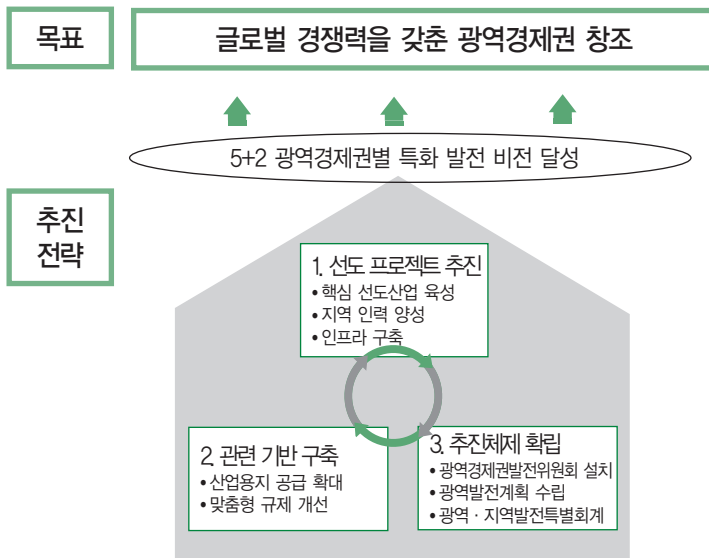 목표
글로벌 경쟁력을 갖춘 광역경제권 창조
5+2 광역경제권별 특화 발전 비전 달성
추진
전략
1. 선도 프로젝트 추진
•핵심 선도산업 육성
•지역 인력 양성
•인프라 구축
2. 관련 기반 구축
•산업용지 공급 확대
•맞춤형 규제 개선
3. 추진체제 확립
•광역경제권발전위원회 설치
•광역발전계획 수립
•광역·지역발전특별회계